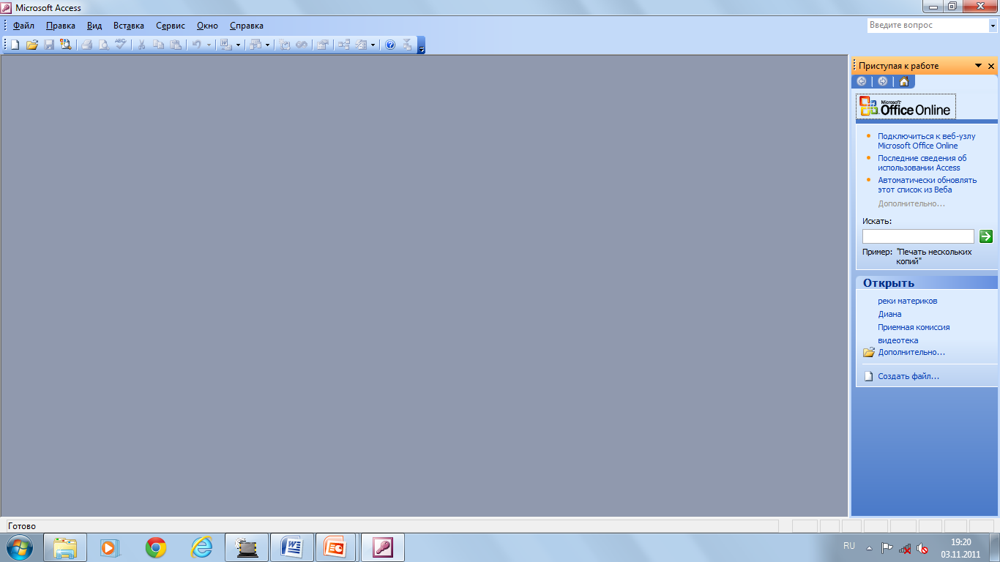 Microsoft Access
Файл Правка Вид Вставка Сервис Окно Справка
Введите вопрос
Приступая к работе
Microsoft
Office Online
Подключиться к веб-узлу
Microsoft Office Online
Последние сведения об
использовании Access
Автоматически обновлять
этот список из Веба
Дополнительно...
Искать:
Пример: "Печать нескольких
копий"
Открыть
реки материков
Диана
Приемная комиссия
видеотека
Дополнительно...
Создать файл...
Готово
RU
19:20
03.11.2011